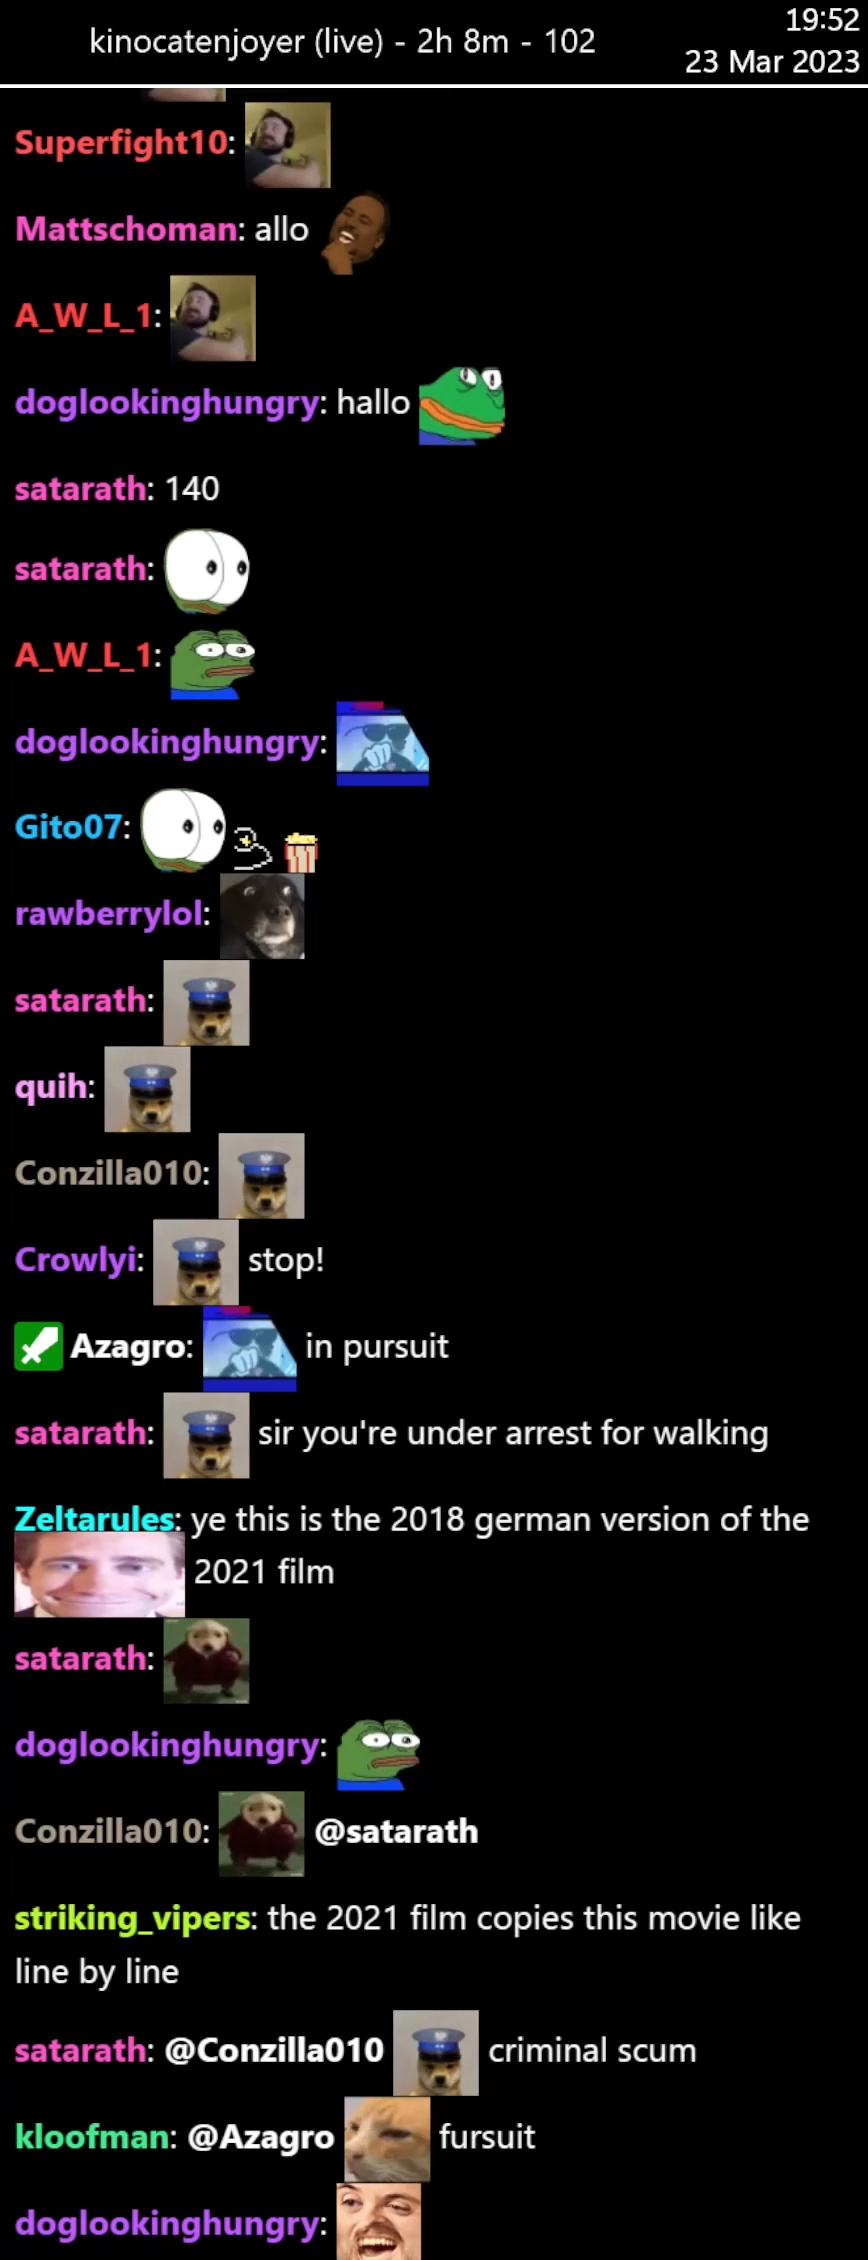 kinocatenjoyer (live) - 2h 8m - 102
19:52
23 Mar 2023
Superfight10:
Mattschoman: allo
A_W_L_1:
doglookinghungry: hallo
satarath: 140
satarath:
A_W_L_1:
doglookinghungry:
Gito07:
rawberrylol:
satarath:
quih:
Conzilla010:
Crowlyi: stop!
Azagro: in pursuit
satarath: sir you're under arrest for walking
Zeltarules: ye this is the 2018 german version of the
2021 film
satarath:
doglookinghungry:
Conzilla010: @satarath
striking_vipers: the 2021 film copies this movie like
line by line
satarath: @Conzilla010 criminal scum
kloofman: @Azagro fursuit
doglookinghungry: